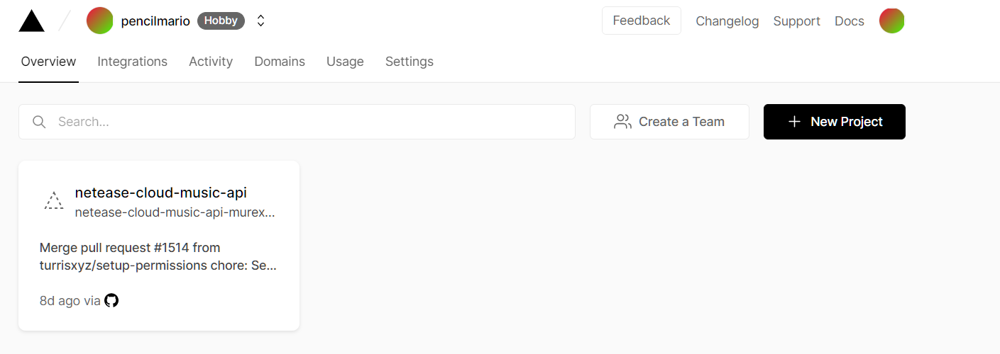 pencilmario Hobby Feedback Changelog Support Docs
Overview Integrations Activity Domains Usage Settings
Search... Create a Team New Project
netease-cloud-music-api
netease-cloud-music-api-murex...
Merge pull request #1514 from
turrisxyz/setup-permissions chore: Se...
8d ago via